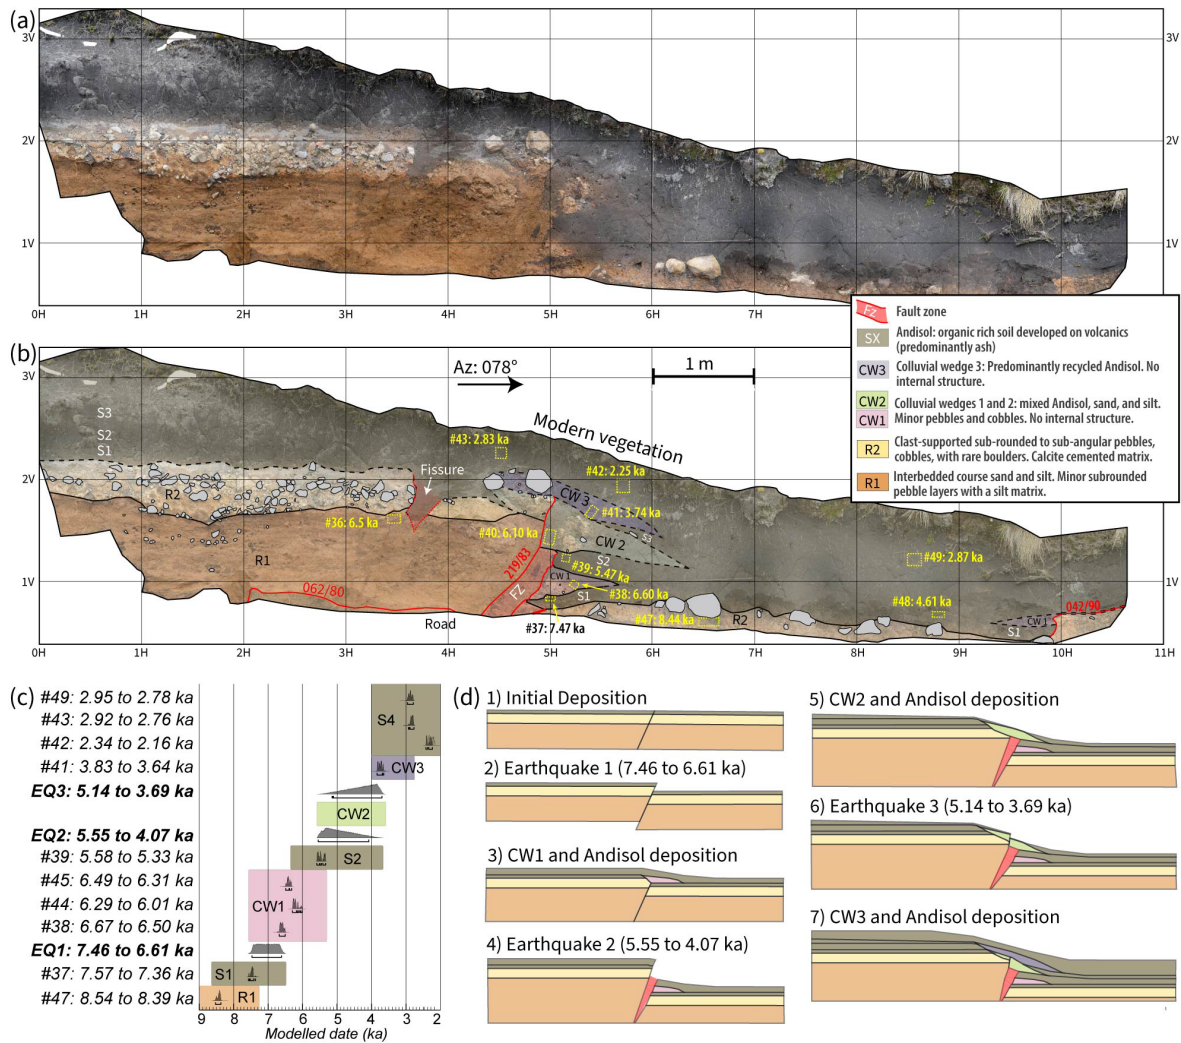 (a)
3V
3V
2V
2V
1V
1V
0H
1H
2H
3H
4H
5H
6H
7H
(b)
Az: 078°
1 m
Fz
Fault zone
SX
Andisol: organic rich soil developed on volcanics
(predominantly ash)
CW3
Colluvial wedge 3: Predominantly recycled Andisol. No
internal structure.
CW2
CW1
Colluvial wedges 1 and 2: mixed Andisol, sand, and silt.
Minor pebbles and cobbles. No internal structure.
R2
Clast-supported sub-rounded to sub-angular pebbles,
cobbles, with rare boulders. Calcite cemented matrix.
R1
Interbedded course sand and silt. Minor subrounded
pebble layers with a silt matrix.
3V
2V
1V
1V
S3
S2
S1
R2
R1
Fissure
Modern vegetation
#43: 2.83 ka
#42: 2.25 ka
CW 3
#41: 3.74 ka
S3
#36: 6.5 ka
#40: 6.10 ka
CW 2
S2
#39: 5.47 ka
219/83
FZ
CW 1
#38: 6.60 ka
S1
062/80
Road
#37: 7.47 ka
#47: 8.44 ka
R2
#49: 2.87 ka
#48: 4.61 ka
042/90
CW 1
S1
0H
1H
2H
3H
4H
5H
6H
7H
8H
9H
10H
11H
(c)
#49: 2.95 to 2.78 ka
#43: 2.92 to 2.76 ka
#42: 2.34 to 2.16 ka
#41: 3.83 to 3.64 ka
EQ3: 5.14 to 3.69 ka
EQ2: 5.55 to 4.07 ka
#39: 5.58 to 5.33 ka
#45: 6.49 to 6.31 ka
#44: 6.29 to 6.01 ka
#38: 6.67 to 6.50 ka
EQ1: 7.46 to 6.61 ka
#37: 7.57 to 7.36 ka
#47: 8.54 to 8.39 ka
S4
CW3
CW2
S2
CW1
S1
R1
9 8 7 6 5 4 3 2
Modelled date (ka)
(d)
1) Initial Deposition
2) Earthquake 1 (7.46 to 6.61 ka)
3) CW1 and Andisol deposition
4) Earthquake 2 (5.55 to 4.07 ka)
5) CW2 and Andisol deposition
6) Earthquake 3 (5.14 to 3.69 ka)
7) CW3 and Andisol deposition